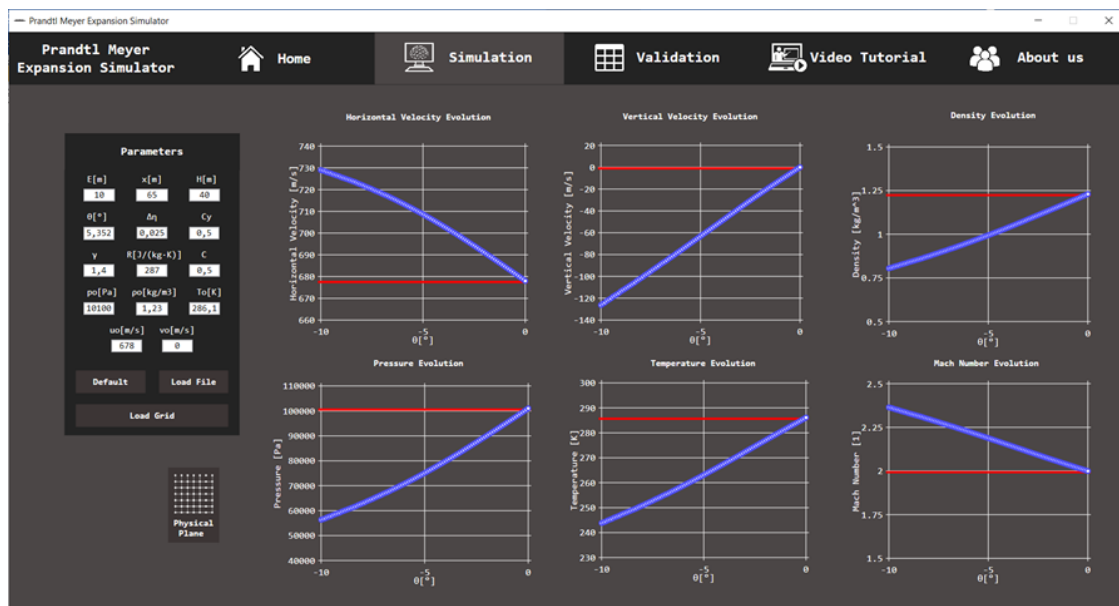 Prandtl Meyer Expansion Simulator
Prandtl Meyer
Expansion Simulator
Home
Simulation
Validation
Video Tutorial
About us
Parameters
E[m] x[m] H[m]
10 65 40
θ[°] Δη Cy
5,352 0,025 0,5
γ R[J/(kg·K)] C
1,4 287 0,5
po[Pa] ρo[kg/m3] To[K]
10100 1,23 286,1
uo[m/s] vo[m/s]
678 0
Default Load File
Load Grid
Physical
Plane
Horizontal Velocity Evolution
Horizontal Velocity [m/s]
740
730
720
710
700
690
680
670
660
-10 -5 0
θ[°]
Vertical Velocity Evolution
Vertical Velocity [m/s]
20
0
-20
-40
-60
-80
-100
-120
-140
-10 -5 0
θ[°]
Density Evolution
Density [kg/m^3]
1.5
1.25
1
0.75
0.5
-10 -5 0
θ[°]
Pressure Evolution
Pressure [Pa]
110000
100000
90000
80000
70000
60000
50000
40000
-10 -5 0
θ[°]
Temperature Evolution
Temperature [K]
300
290
280
270
260
250
240
230
-10 -5 0
θ[°]
Mach Number Evolution
Mach Number [1]
2.5
2.25
2
1.75
1.5
-10 -5 0
θ[°]